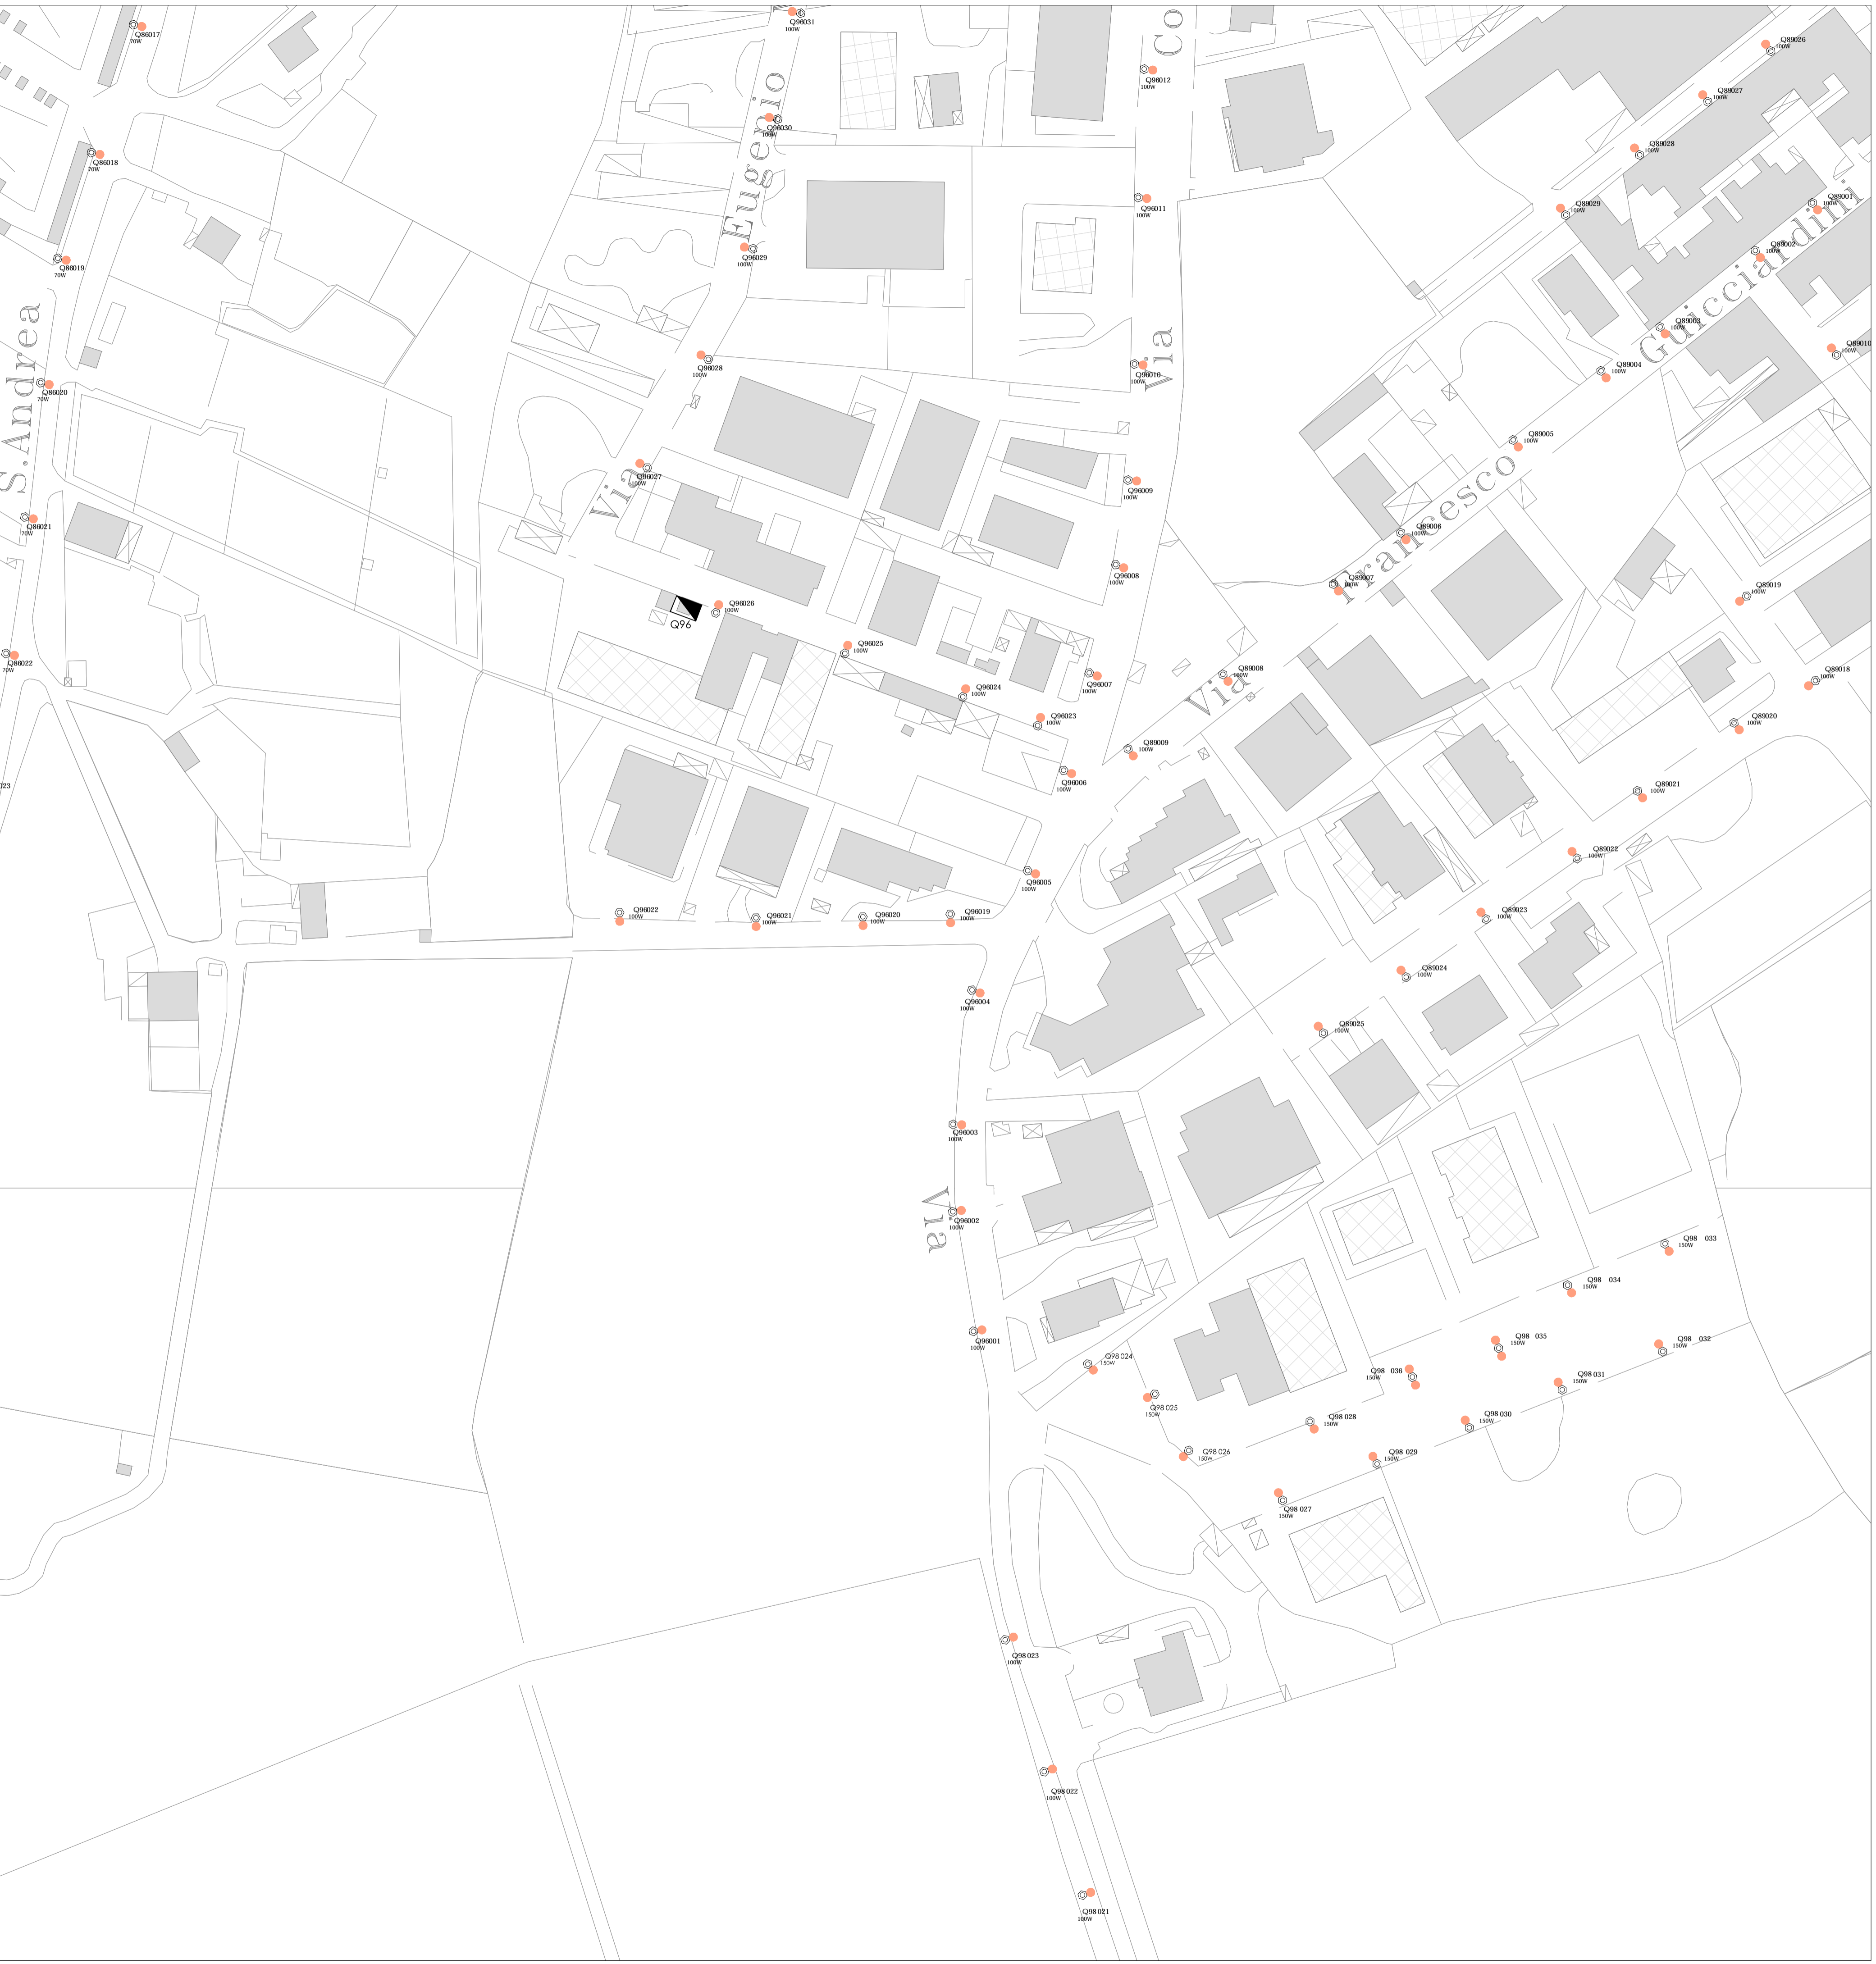 Q86017
70W
Q96031
100W
Q89026
100W
Q96012
100W
Q89027
100W
Q96030
100W
Q89028
100W
Q86018
70W
Q89001
100W
Q96011
100W
Q89029
100W
Q89002
100W
Q96029
100W
Q86019
70W
Q89003
100W
Q89010
100W
Q96028
100W
Q96010
100W
Q89004
100W
Q86020
70W
Q89005
100W
Q96027
100W
Q96009
100W
Q86021
70W
Q89006
100W
Q96008
100W
Q89007
100W
Q89019
100W
Q96026
100W
Q96
Q96025
100W
Q86022
70W
Q89008
100W
Q96007
100W
Q89018
100W
Q96024
100W
Q96023
100W
Q89020
100W
Q89009
100W
Q96006
100W
023
Q89021
100W
Q89022
100W
Q96005
100W
Q96022
100W
Q96021
100W
Q96020
100W
Q96019
100W
Q89023
100W
Q89024
100W
Q96004
100W
Q89025
100W
Q96003
100W
Q96002
100W
Q98 033
150W
Q98 034
150W
Q96001
100W
Q98 035
150W
Q98 032
150W
Q98 024
150W
Q98 036
150W
Q98 031
150W
Q98 025
150W
Q98 028
150W
Q98 030
150W
Q98 026
150W
Q98 029
150W
Q98 027
150W
Q98 023
100W
Q98 022
100W
Q98 021
100W
S.Andrea
Via Eugenio
Via Co
Via Francesco Guicciardini
Via